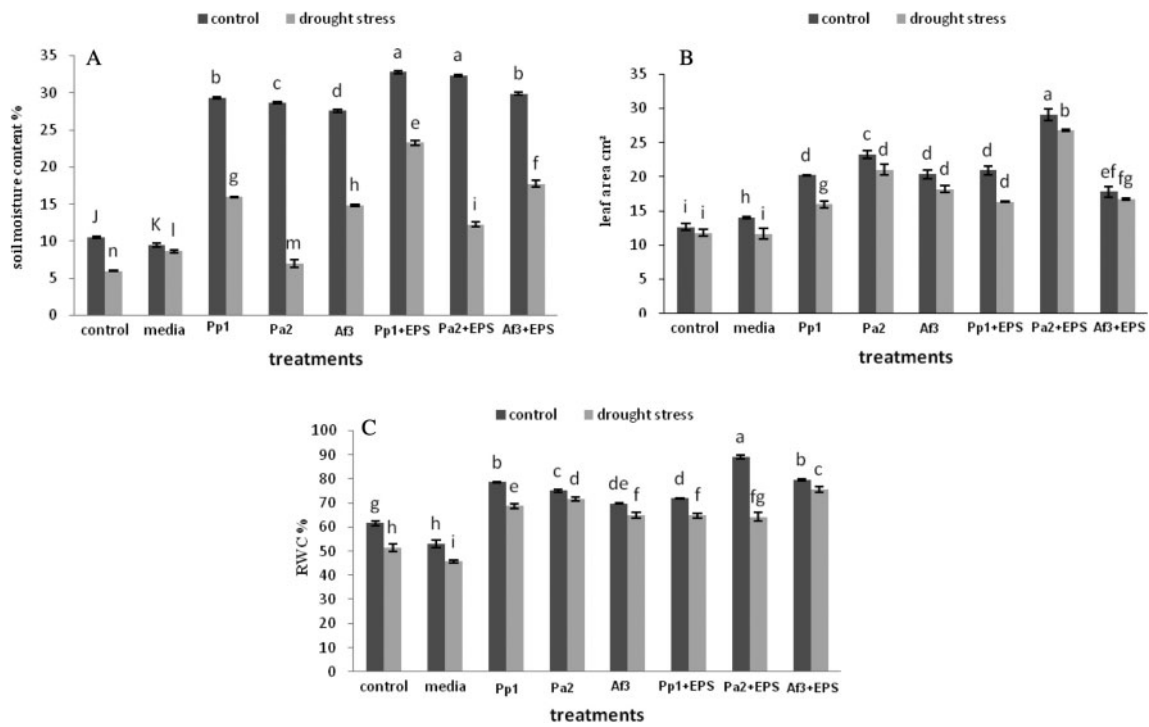 control drought stress
A
soil moisture content %
35
30
25
20
15
10
5
0
J n K l b g c m d h a e a i b f
control media Pp1 Pa2 Af3 Pp1+EPS Pa2+EPS Af3+EPS
treatments
control drought stress
B
leaf area cm²
35
30
25
20
15
10
5
0
i i h i d g c d d d d d a b ef fg
control media Pp1 Pa2 Af3 Pp1+EPS Pa2+EPS Af3+EPS
treatments
control drought stress
C
RWC %
100
90
80
70
60
50
40
30
20
10
0
g h h i b e c d de f d f a fg b c
control media Pp1 Pa2 Af3 Pp1+EPS Pa2+EPS Af3+EPS
treatments